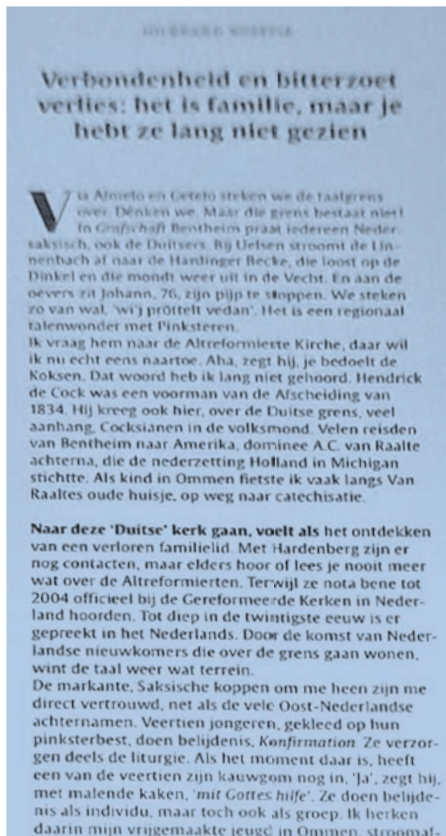 Verbondenheid en bitterzoet
verlies: het is familie, maar je
hebt ze lang niet gezien
Via Almelo en Getelo steken we de taalgrens
over. Denken we. Maar die grens bestaat niet!
In Grafschaft Bentheim praat iedereen Neder-
saksisch, ook de Duitsers. Bij Uelsen stroomt de Lin-
nenbach af naar de Hardinger Becke, die loost op de
Dinkel en die mondt weer uit in de Vecht. En aan de
oevers zit Johann, 76, zijn pijp te stoppen. We steken
zo van wal, 'wi'j pröttelt vedan'. Het is een regionaal
talenwonder met Pinksteren.
Ik vraag hem naar de Altreformierte Kirche, daar wil
ik nu echt eens naartoe. Aha, zegt hij, je bedoelt de
Koksen. Dat woord heb ik lang niet gehoord. Hendrick
de Cock was een voorman van de Afscheiding van
1834. Hij kreeg ook hier, over de Duitse grens, veel
aanhang, Cocksianen in de volksmond. Velen reisden
van Bentheim naar Amerika, dominee A.C. van Raalte
achterna, die de nederzetting Holland in Michigan
stichtte. Als kind in Ommen fietste ik vaak langs Van
Raaltes oude huisje, op weg naar catechisatie.
Naar deze 'Duitse' kerk gaan, voelt als het ontdekken
van een verloren familielid. Met Hardenberg zijn er
nog contacten, maar elders hoor of lees je nooit meer
wat over de Altreformierten. Terwijl ze nota bene tot
2004 officieel bij de Gereformeerde Kerken in Neder-
land hoorden. Tot diep in de twintigste eeuw is er
gepreekt in het Nederlands. Door de komst van Neder-
landse nieuwkomers die over de grens gaan wonen,
wint de taal weer wat terrein.
De markante, Saksische koppen om me heen zijn me
direct vertrouwd, net als de vele Oost-Nederlandse
achternamen. Veertien jongeren, gekleed op hun
pinksterbest, doen belijdenis, Konfirmation. Ze verzor-
gen deels de liturgie. Als het moment daar is, heeft
een van de veertien zijn kauwgom nog in, 'Ja', zegt hij,
met malende kaken, 'mit Gottes hilfe'. Ze doen belijde-
nis als individu, maar toch ook als groep. Ik herken
daarin mijn vrijgemaakte jeugd in Ommen, stroomaf-